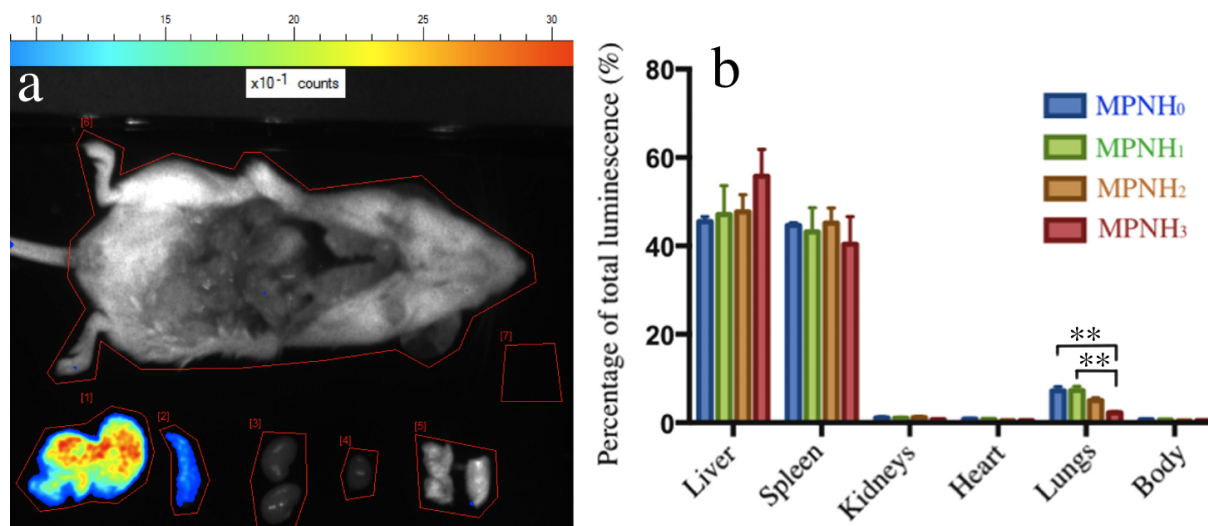 10 15 20 25 30
x10⁻¹ counts
a
[6]
[7]
[1]
[2]
[3]
[4]
[5]
b
Percentage of total luminescence (%)
80
60
40
20
0
MPNH₀
MPNH₁
MPNH₂
MPNH₃
**
**
Liver Spleen Kidneys Heart Lungs Body